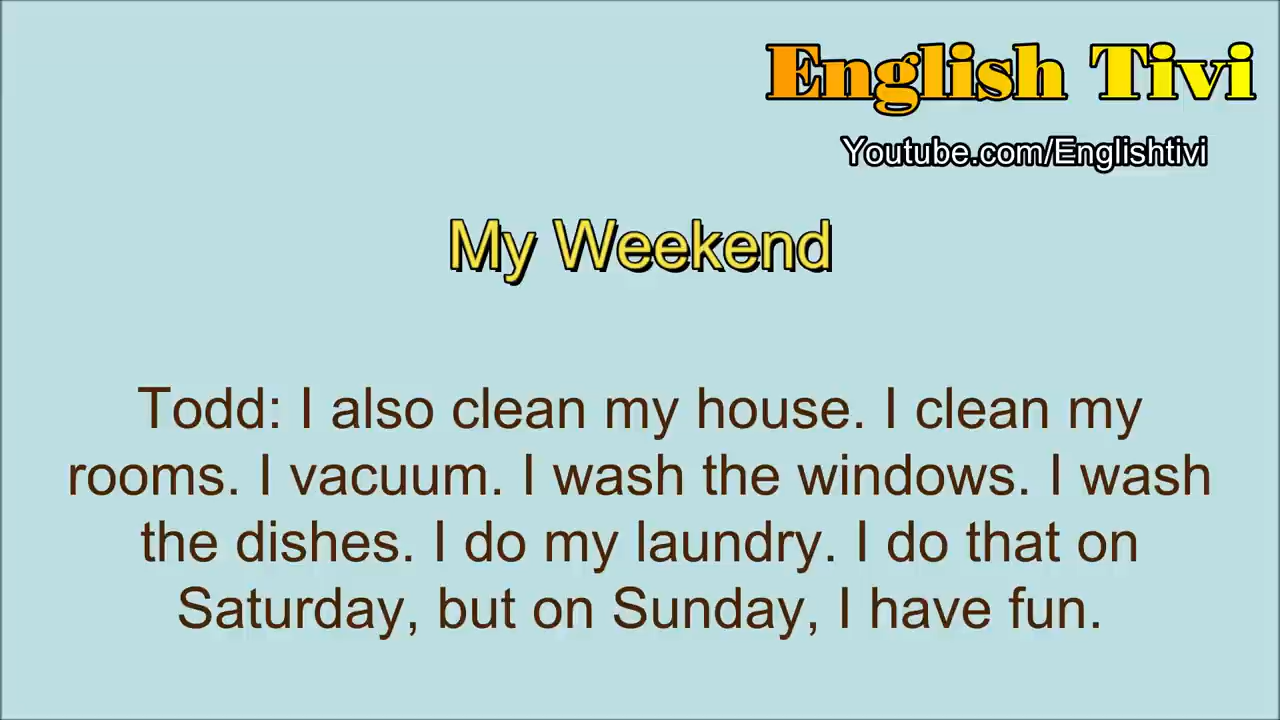 English Tivi
Youtube.com/Englishtivi
My Weekend
Todd: I also clean my house. I clean my
rooms. I vacuum. I wash the windows. I wash
the dishes. I do my laundry. I do that on
Saturday, but on Sunday, I have fun.